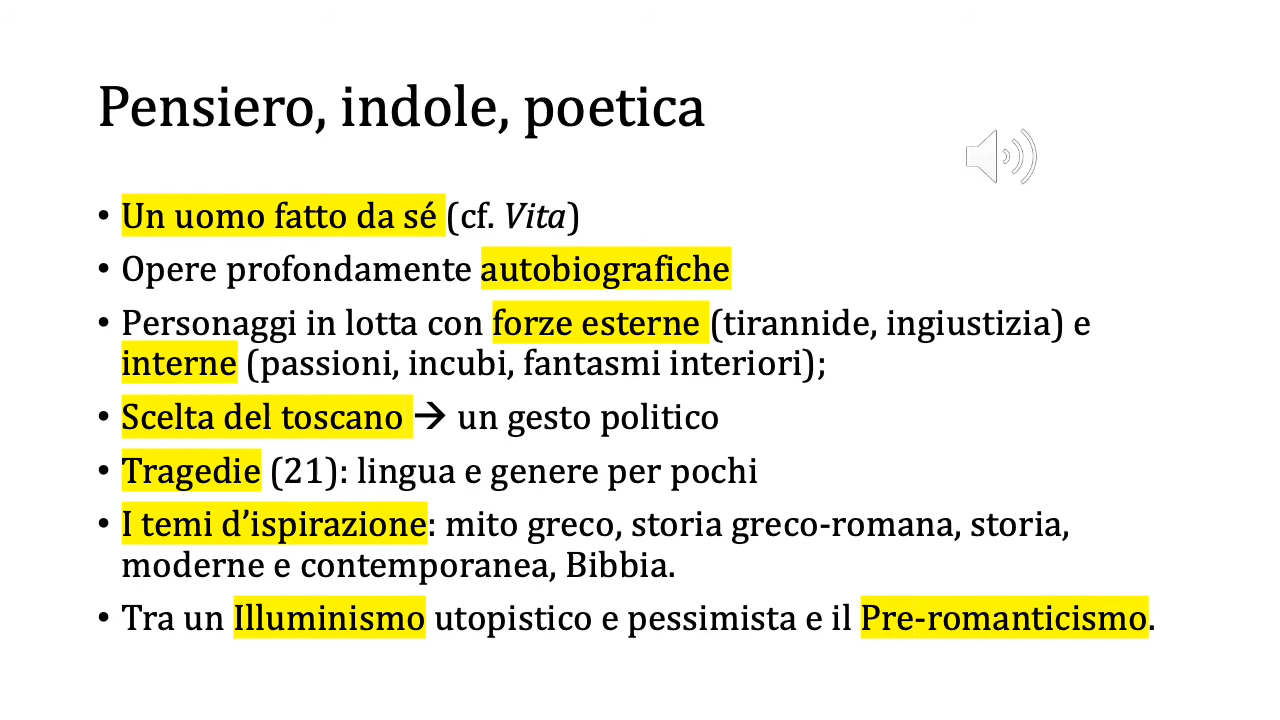 Pensiero, indole, poetica
• Un uomo fatto da sé (cf. Vita)
• Opere profondamente autobiografiche
• Personaggi in lotta con forze esterne (tirannide, ingiustizia) e
interne (passioni, incubi, fantasmi interiori);
• Scelta del toscano → un gesto politico
• Tragedie (21): lingua e genere per pochi
• I temi d’ispirazione: mito greco, storia greco-romana, storia,
moderne e contemporanea, Bibbia.
• Tra un Illuminismo utopistico e pessimista e il Pre-romanticismo.